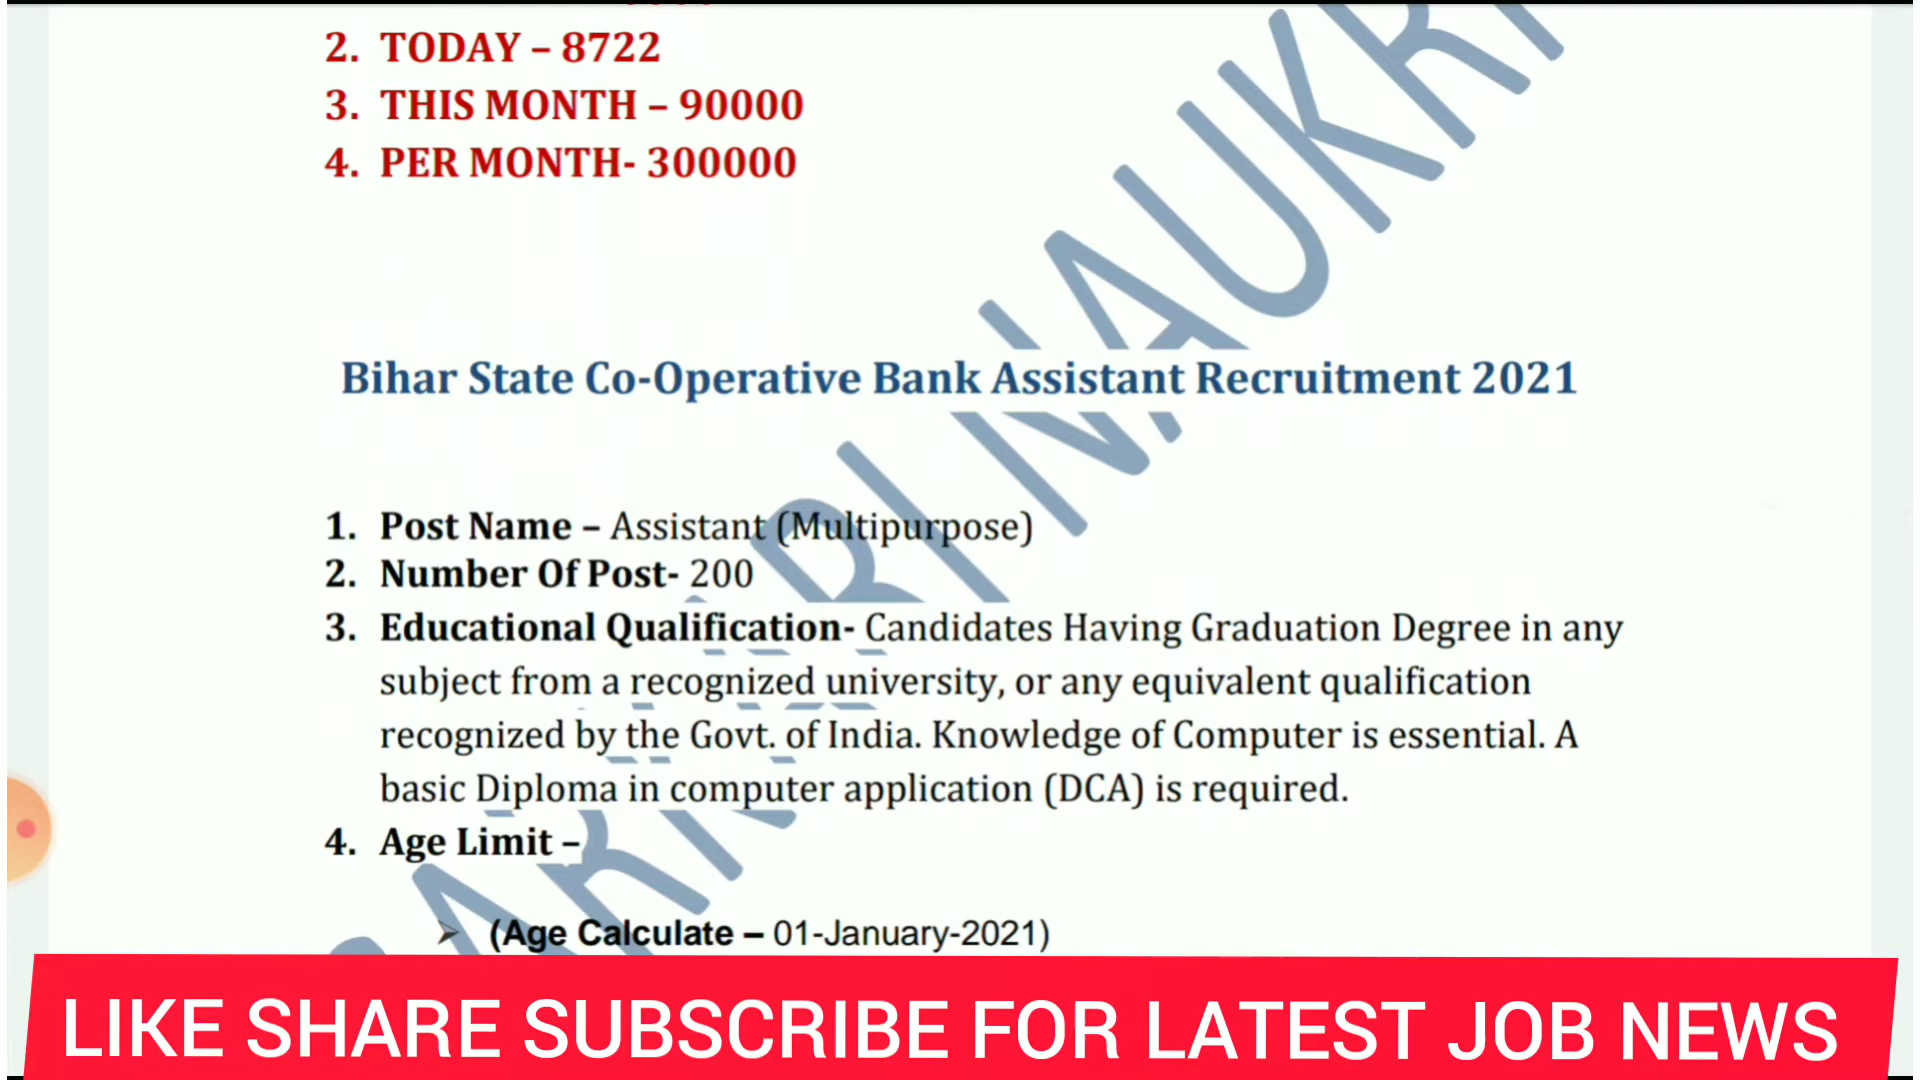 2. TODAY – 8722
3. THIS MONTH – 90000
4. PER MONTH- 300000
Bihar State Co-Operative Bank Assistant Recruitment 2021
1. Post Name – Assistant (Multipurpose)
2. Number Of Post- 200
3. Educational Qualification- Candidates Having Graduation Degree in any
subject from a recognized university, or any equivalent qualification
recognized by the Govt. of India. Knowledge of Computer is essential. A
basic Diploma in computer application (DCA) is required.
4. Age Limit –
➢ (Age Calculate – 01-January-2021)
LIKE SHARE SUBSCRIBE FOR LATEST JOB NEWS